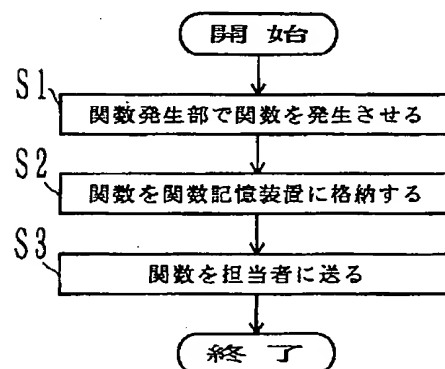 開始
S1
関数発生部で関数を発生させる
S2
関数を関数記憶装置に格納する
S3
関数を担当者に送る
終了